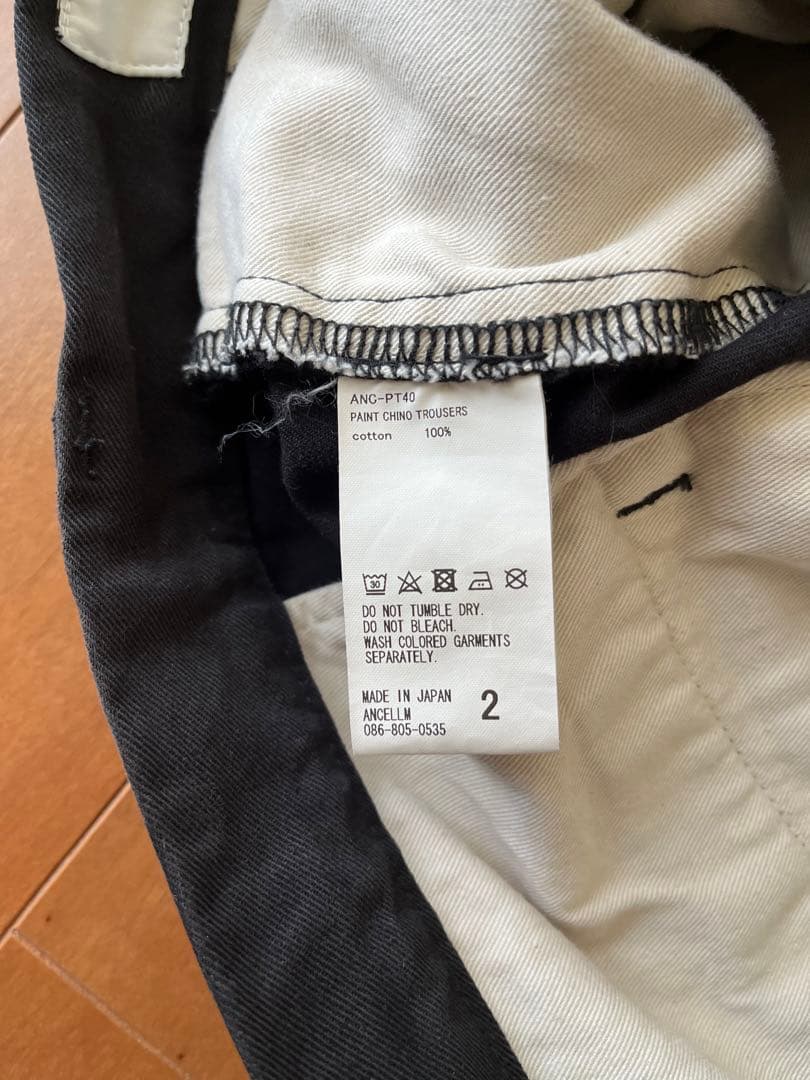 ANC-PT40
PAINT CHINO TROUSERS
cotton 100%
30
DO NOT TUMBLE DRY.
DO NOT BLEACH.
WASH COLORED GARMENTS
SEPARATELY.
MADE IN JAPAN
ANCELLM 2
086-805-0535